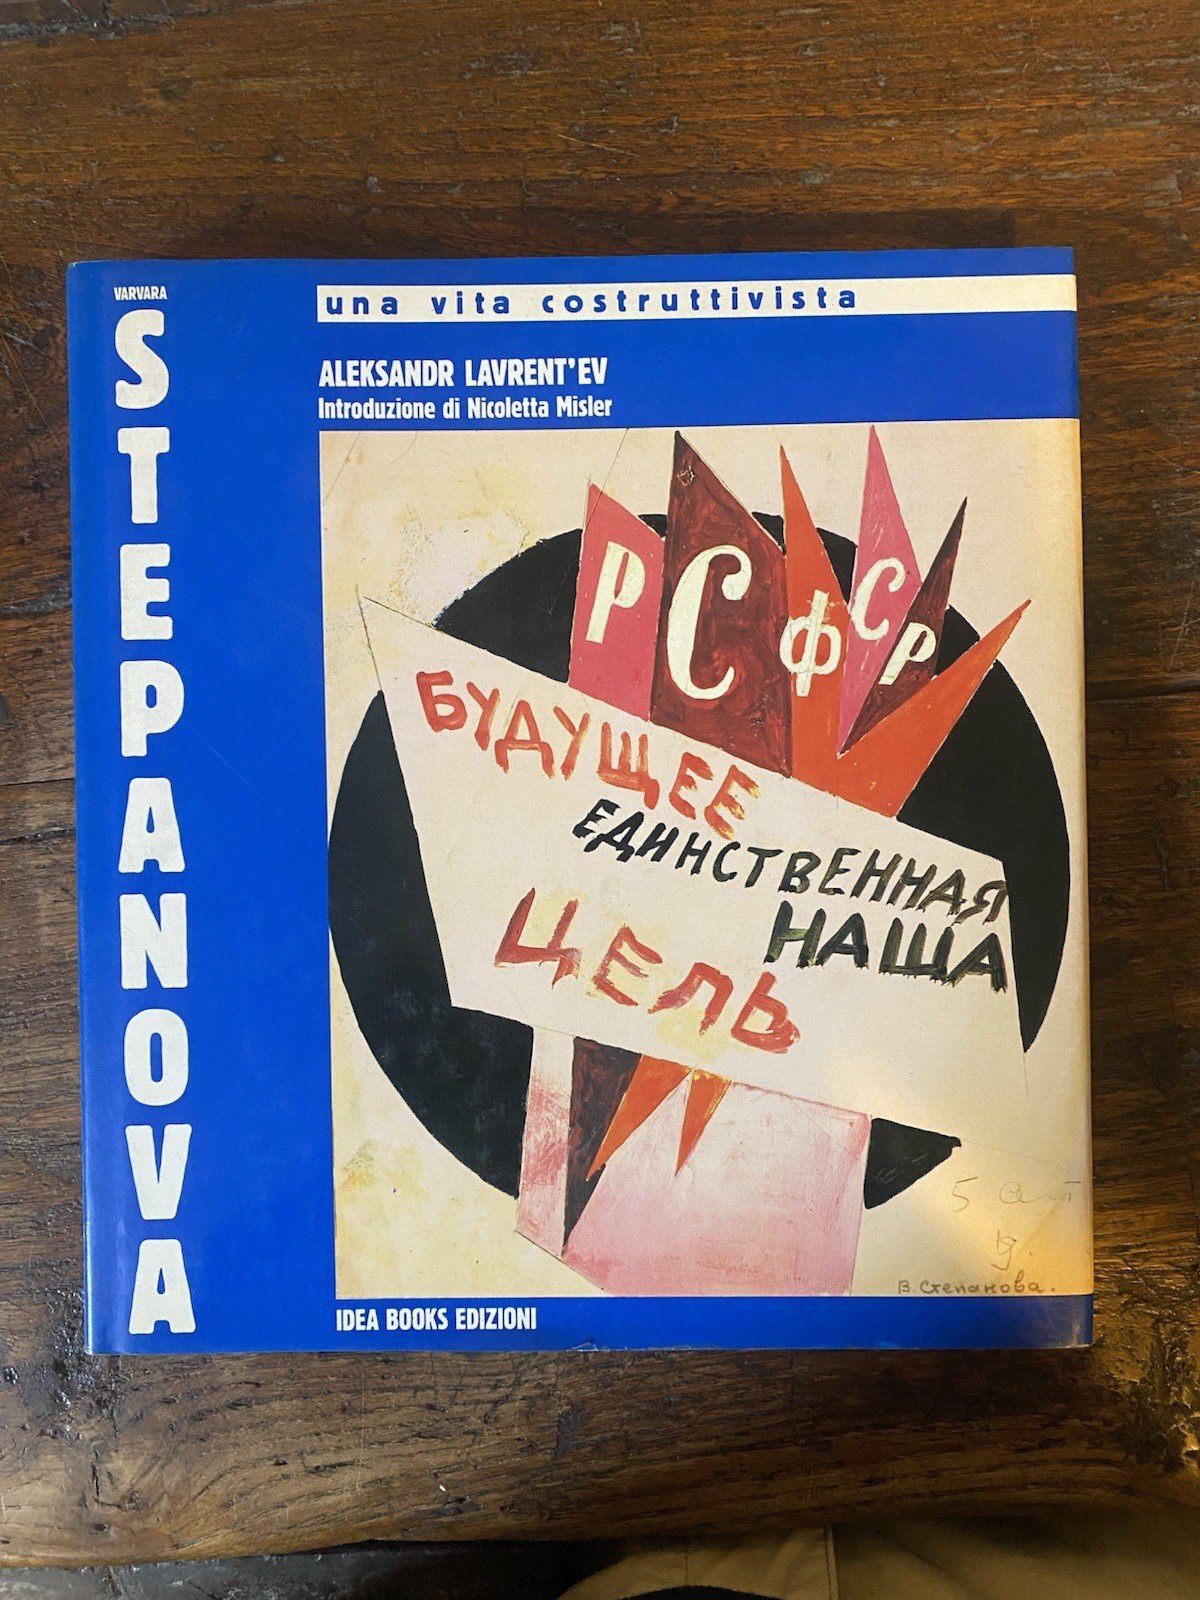 VARVARA
STEPANOVA
una vita costruttivista
ALEKSANDR LAVRENT'EV
Introduzione di Nicoletta Misler
РСФСР
БУДУЩЕЕ
ЕДИНСТВЕННАЯ
НАША
ЦЕЛЬ
5
В. Степанова.
IDEA BOOKS EDIZIONI